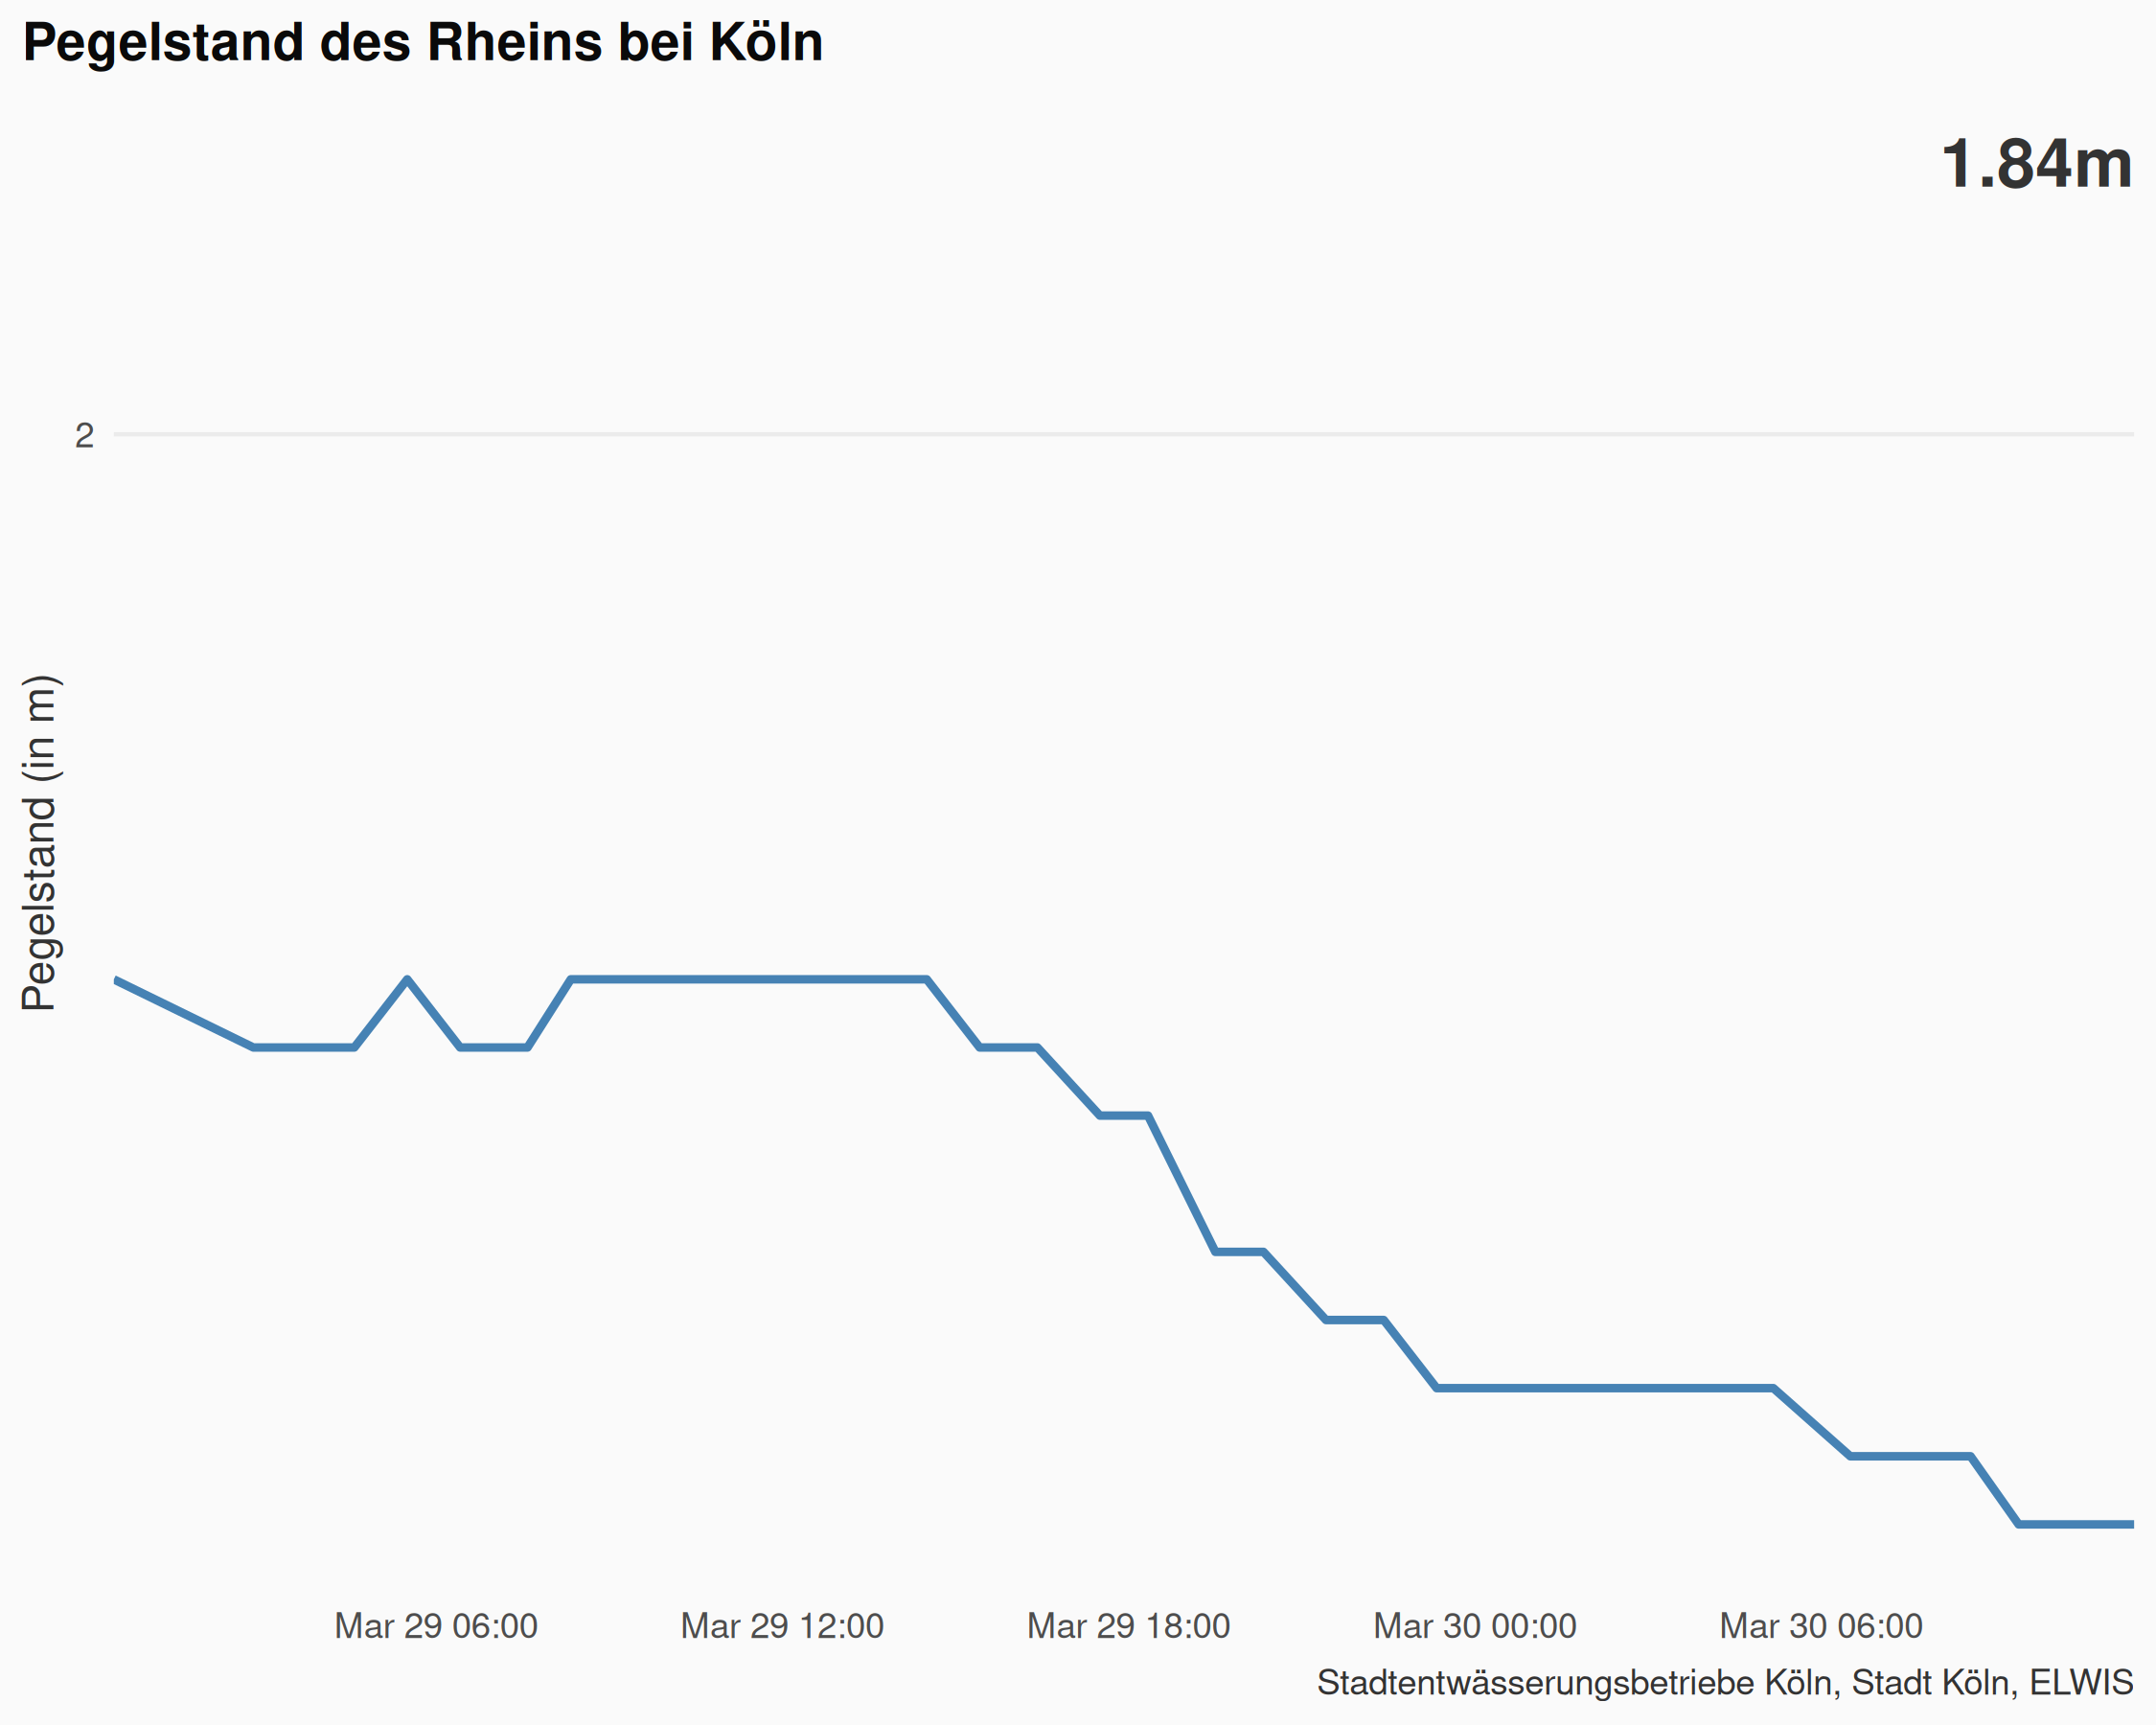 Pegelstand des Rheins bei Köln
1.84m
2
Pegelstand (in m)
Mar 29 06:00 Mar 29 12:00 Mar 29 18:00 Mar 30 00:00 Mar 30 06:00
Stadtentwässerungsbetriebe Köln, Stadt Köln, ELWIS